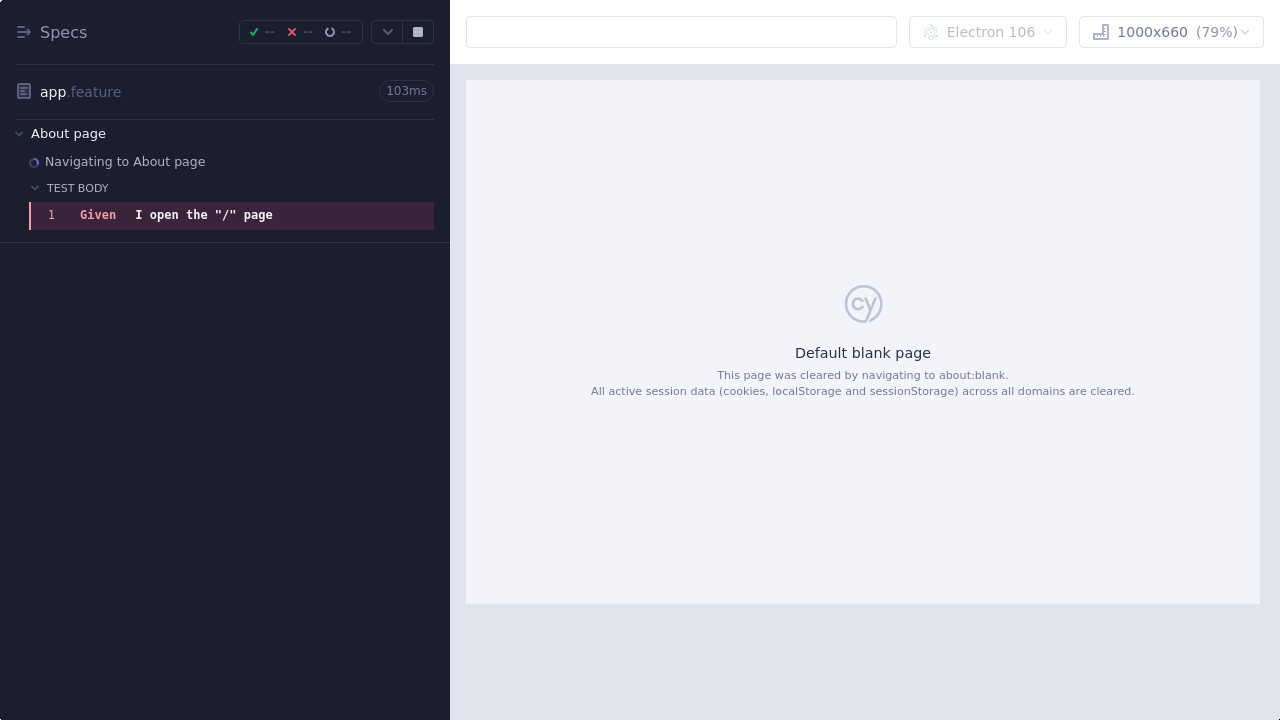 Specs
--
--
--
app.feature
103ms
About page
Navigating to About page
TEST BODY
1 Given I open the "/" page
Electron 106
1000x660 (79%)
cy
Default blank page
This page was cleared by navigating to about:blank.
All active session data (cookies, localStorage and sessionStorage) across all domains are cleared.